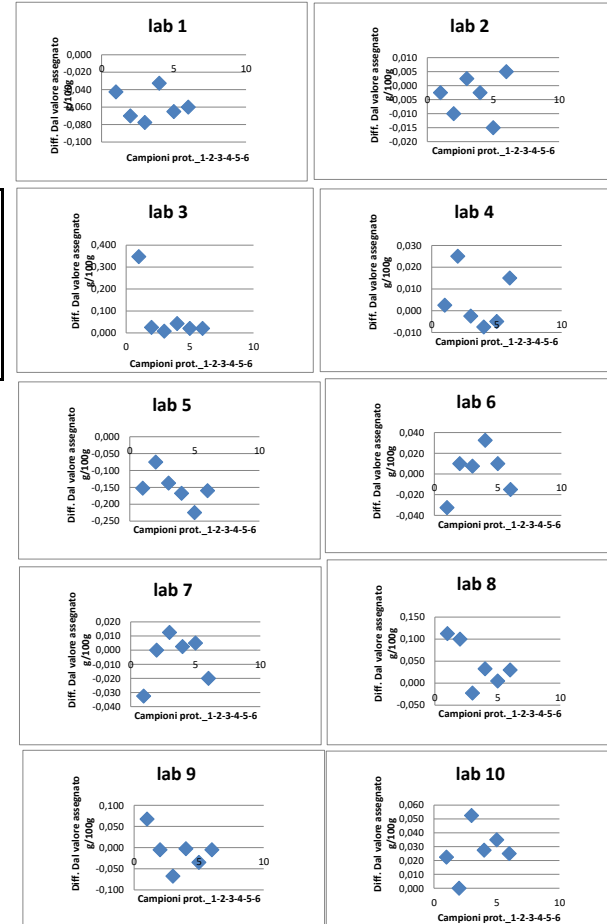 lab 1
Diff. Dal valore assegnato
g/100g
0,000
-0,020
-0,040
-0,060
-0,080
-0,100
0
5
10
Campioni prot._1-2-3-4-5-6
lab 2
Diff. Dal valore assegnato
g/100g
0,010
0,005
0,000
-0,005
-0,010
-0,015
-0,020
0
5
10
Campioni prot._1-2-3-4-5-6
lab 3
Diff. Dal valore assegnato
g/100g
0,400
0,300
0,200
0,100
0,000
0
5
10
Campioni prot._1-2-3-4-5-6
lab 4
Diff. Dal valore assegnato
g/100g
0,030
0,020
0,010
0,000
-0,010
0
5
10
Campioni prot._1-2-3-4-5-6
lab 5
Diff. Dal valore assegnato
g/100g
0,000
-0,050
-0,100
-0,150
-0,200
-0,250
0
5
10
Campioni prot._1-2-3-4-5-6
lab 6
Diff. Dal valore assegnato
g/100g
0,040
0,020
0,000
-0,020
-0,040
0
5
10
Campioni prot._1-2-3-4-5-6
lab 7
Diff. Dal valore assegnato
g/100g
0,020
0,010
0,000
-0,010
-0,020
-0,030
-0,040
0
5
10
Campioni prot._1-2-3-4-5-6
lab 8
Diff. Dal valore assegnato
g/100g
0,150
0,100
0,050
0,000
-0,050
0
5
10
Campioni prot._1-2-3-4-5-6
lab 9
Diff. Dal valore assegnato
g/100g
0,100
0,050
0,000
-0,050
-0,100
0
5
10
Campioni prot._1-2-3-4-5-6
lab 10
Diff. Dal valore assegnato
g/100g
0,060
0,050
0,040
0,030
0,020
0,010
0,000
0
5
10
Campioni prot._1-2-3-4-5-6